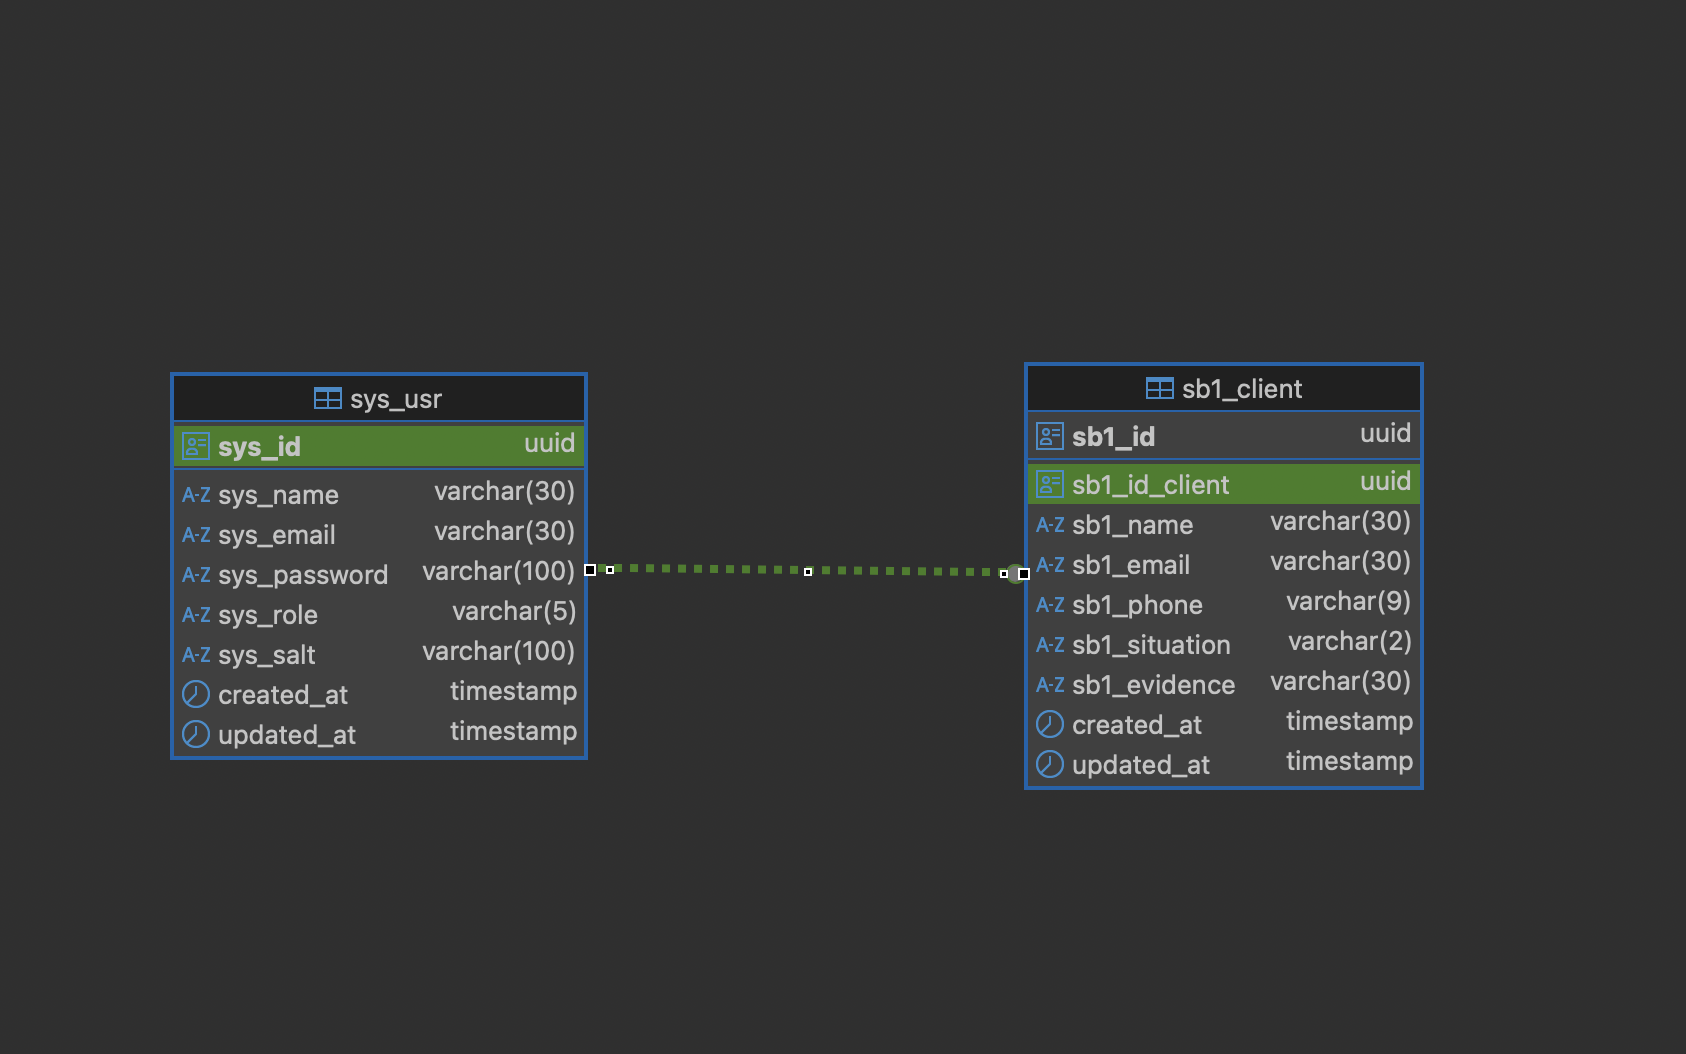 sys_usr
sys_id uuid
A-Z sys_name varchar(30)
A-Z sys_email varchar(30)
A-Z sys_password varchar(100)
A-Z sys_role varchar(5)
A-Z sys_salt varchar(100)
created_at timestamp
updated_at timestamp
sb1_client
sb1_id uuid
sb1_id_client uuid
A-Z sb1_name varchar(30)
A-Z sb1_email varchar(30)
A-Z sb1_phone varchar(9)
A-Z sb1_situation varchar(2)
A-Z sb1_evidence varchar(30)
created_at timestamp
updated_at timestamp